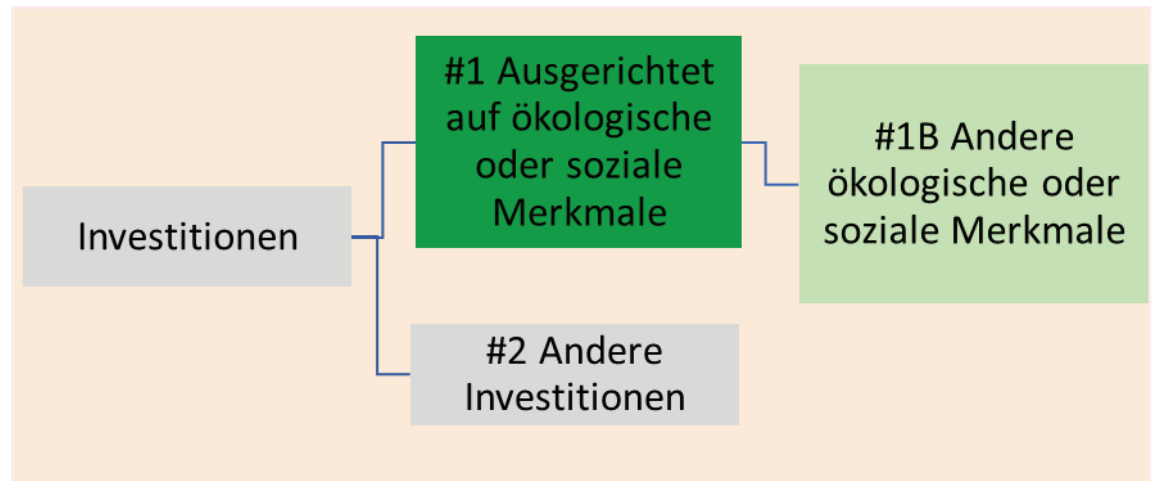 Investitionen
#1 Ausgerichtet
auf ökologische
oder soziale
Merkmale
#1B Andere
ökologische oder
soziale Merkmale
#2 Andere
Investitionen